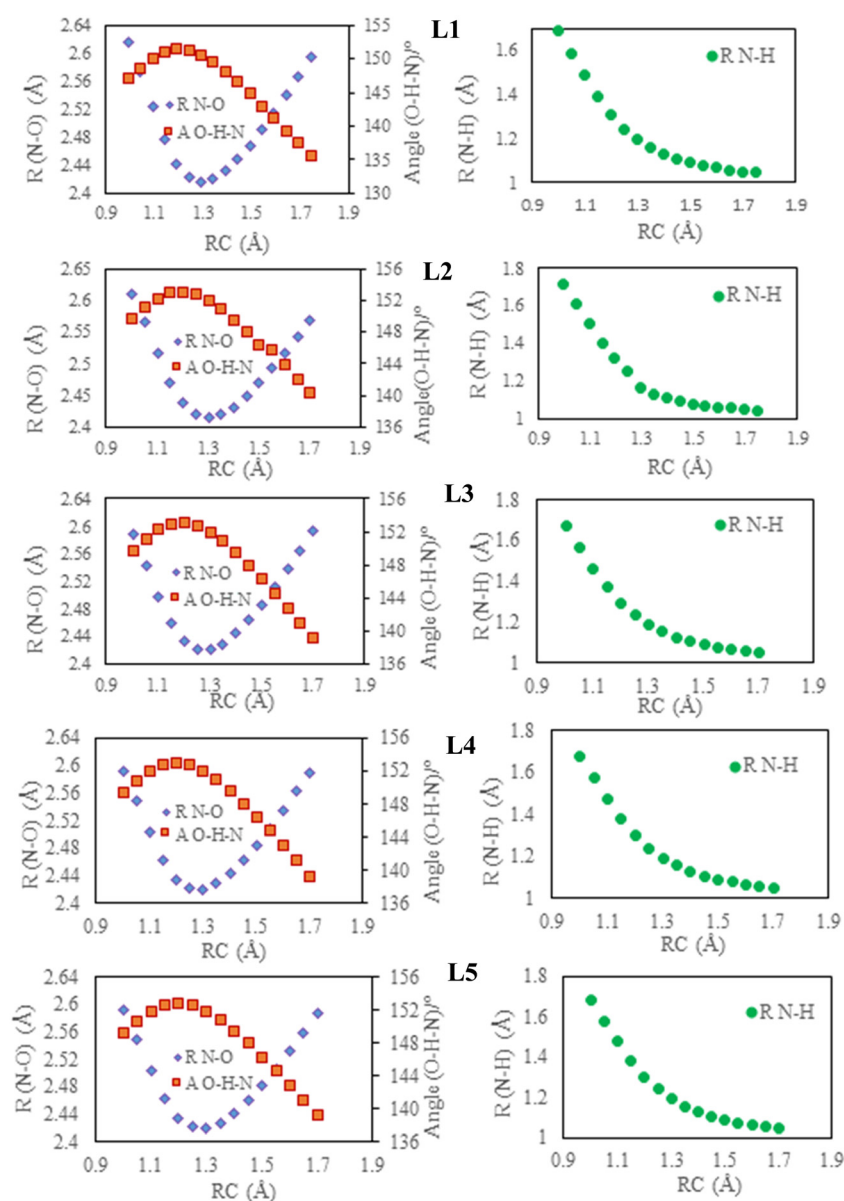 L1
2.64
2.6
2.56
2.52
2.48
2.44
2.4
R (N-O) (Å)
155
150
145
140
135
130
Angle (O-H-N)/º
R N-O
A O-H-N
0.9 1.1 1.3 1.5 1.7 1.9
RC (Å)
1.6
1.4
1.2
1
R (N-H) (Å)
R N-H
0.9 1.1 1.3 1.5 1.7 1.9
RC (Å)
L2
2.65
2.6
2.55
2.5
2.45
2.4
R (N-O) (Å)
156
152
148
144
140
136
Angle(O-H-N)/º
R N-O
A O-H-N
0.9 1.1 1.3 1.5 1.7 1.9
RC (Å)
1.8
1.6
1.4
1.2
1
R (N-H) (Å)
R N-H
0.9 1.1 1.3 1.5 1.7 1.9
RC (Å)
L3
2.64
2.6
2.56
2.52
2.48
2.44
2.4
R (N-O) (Å)
156
152
148
144
140
136
Angle (O-H-N)/º
R N-O
A O-H-N
0.9 1.1 1.3 1.5 1.7 1.9
RC (Å)
1.8
1.6
1.4
1.2
1
R (N-H) (Å)
R N-H
0.9 1.1 1.3 1.5 1.7 1.9
RC (Å)
L4
2.64
2.6
2.56
2.52
2.48
2.44
2.4
R (N-O) (Å)
156
152
148
144
140
136
Angle (O-H-N)/º
R N-O
A O-H-N
0.9 1.1 1.3 1.5 1.7 1.9
RC (Å)
1.8
1.6
1.4
1.2
1
R (N-H) (Å)
R N-H
0.9 1.1 1.3 1.5 1.7 1.9
RC (Å)
L5
2.64
2.6
2.56
2.52
2.48
2.44
2.4
R (N-O) (Å)
156
152
148
144
140
136
Angle (O-H-N)/º
R N-O
A O-H-N
0.9 1.1 1.3 1.5 1.7 1.9
RC (Å)
1.8
1.6
1.4
1.2
1
R (N-H) (Å)
R N-H
0.9 1.1 1.3 1.5 1.7 1.9
RC (Å)